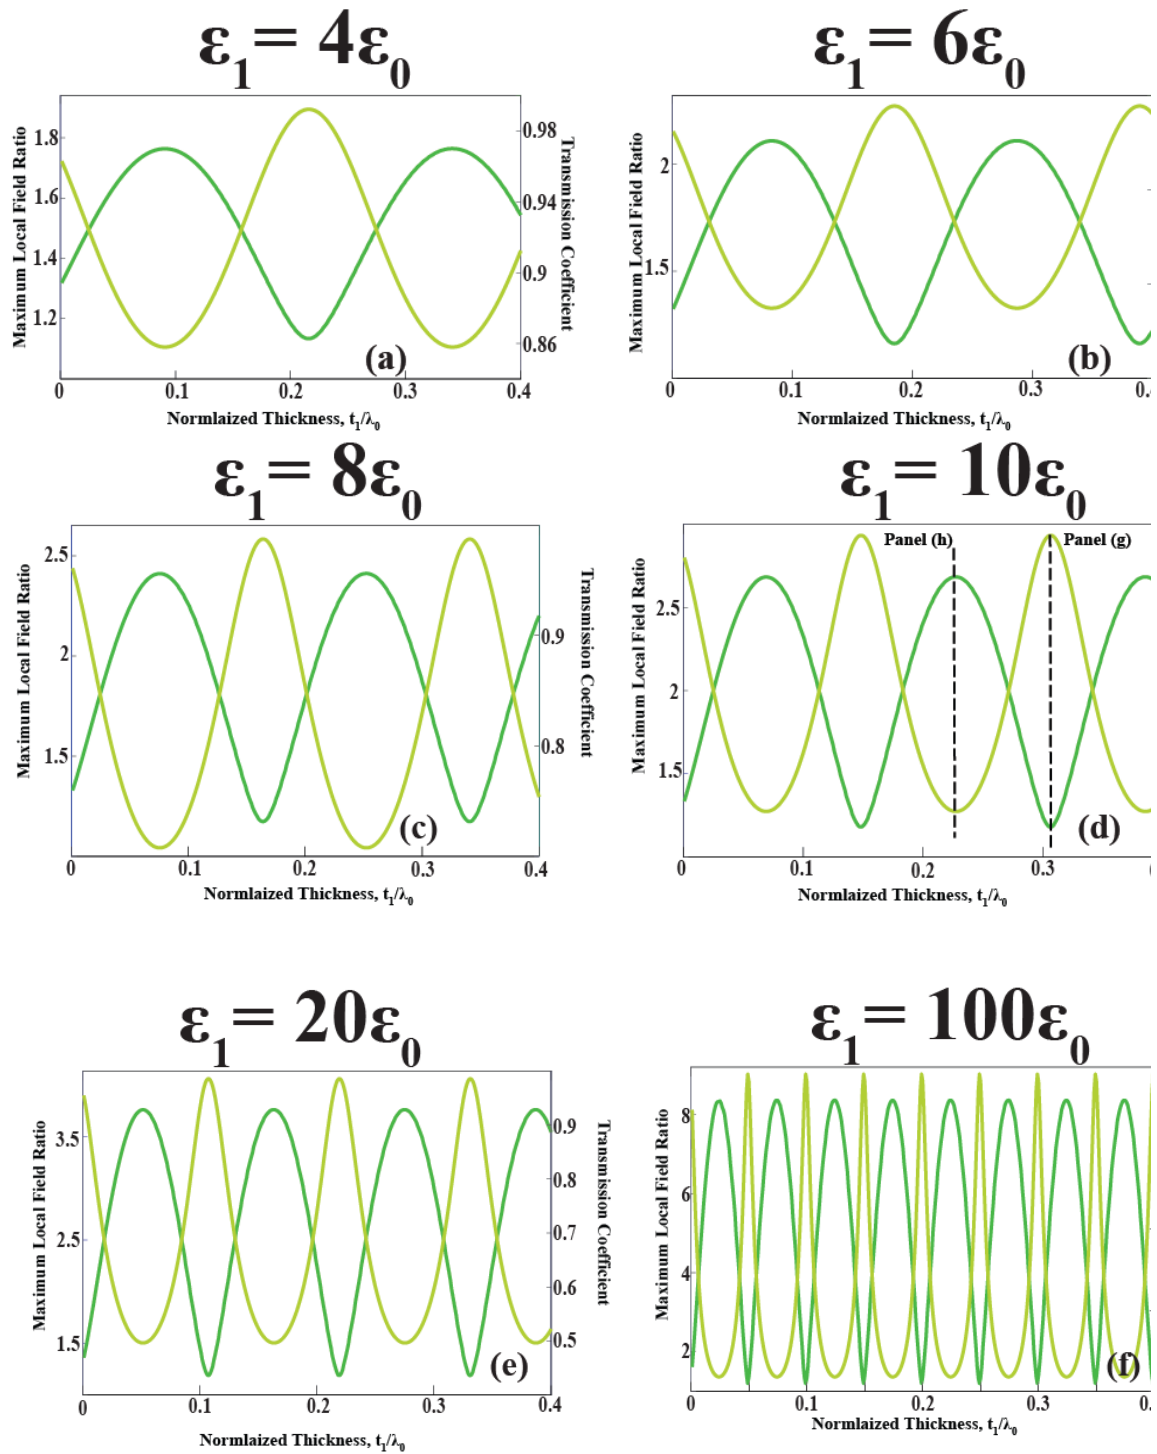 ε1 = 4ε0
Maximum Local Field Ratio
1.8
1.6
1.4
1.2
0.98
0.94
0.9
0.86
Transmission Coefficient
(a)
0 0.1 0.2 0.3 0.4
Normlaized Thickness, t1/λ0
ε1 = 6ε0
Maximum Local Field Ratio
2
1.5
(b)
0 0.1 0.2 0.3
Normlaized Thickness, t1/λ0
ε1 = 8ε0
Maximum Local Field Ratio
2.5
2
1.5
0.9
0.8
Transmission Coefficient
(c)
0 0.1 0.2 0.3 0.4
Normlaized Thickness, t1/λ0
ε1 = 10ε0
Panel (h) Panel (g)
Maximum Local Field Ratio
2.5
2
1.5
(d)
0 0.1 0.2 0.3
Normlaized Thickness, t1/λ0
ε1 = 20ε0
Maximum Local Field Ratio
3.5
2.5
1.5
0.9
0.8
0.7
0.6
0.5
Transmission Coefficient
(e)
0 0.1 0.2 0.3 0.4
Normlaized Thickness, t1/λ0
ε1 = 100ε0
Maximum Local Field Ratio
8
6
4
2
(f)
0 0.1 0.2 0.3
Normlaized Thickness, t1/λ0